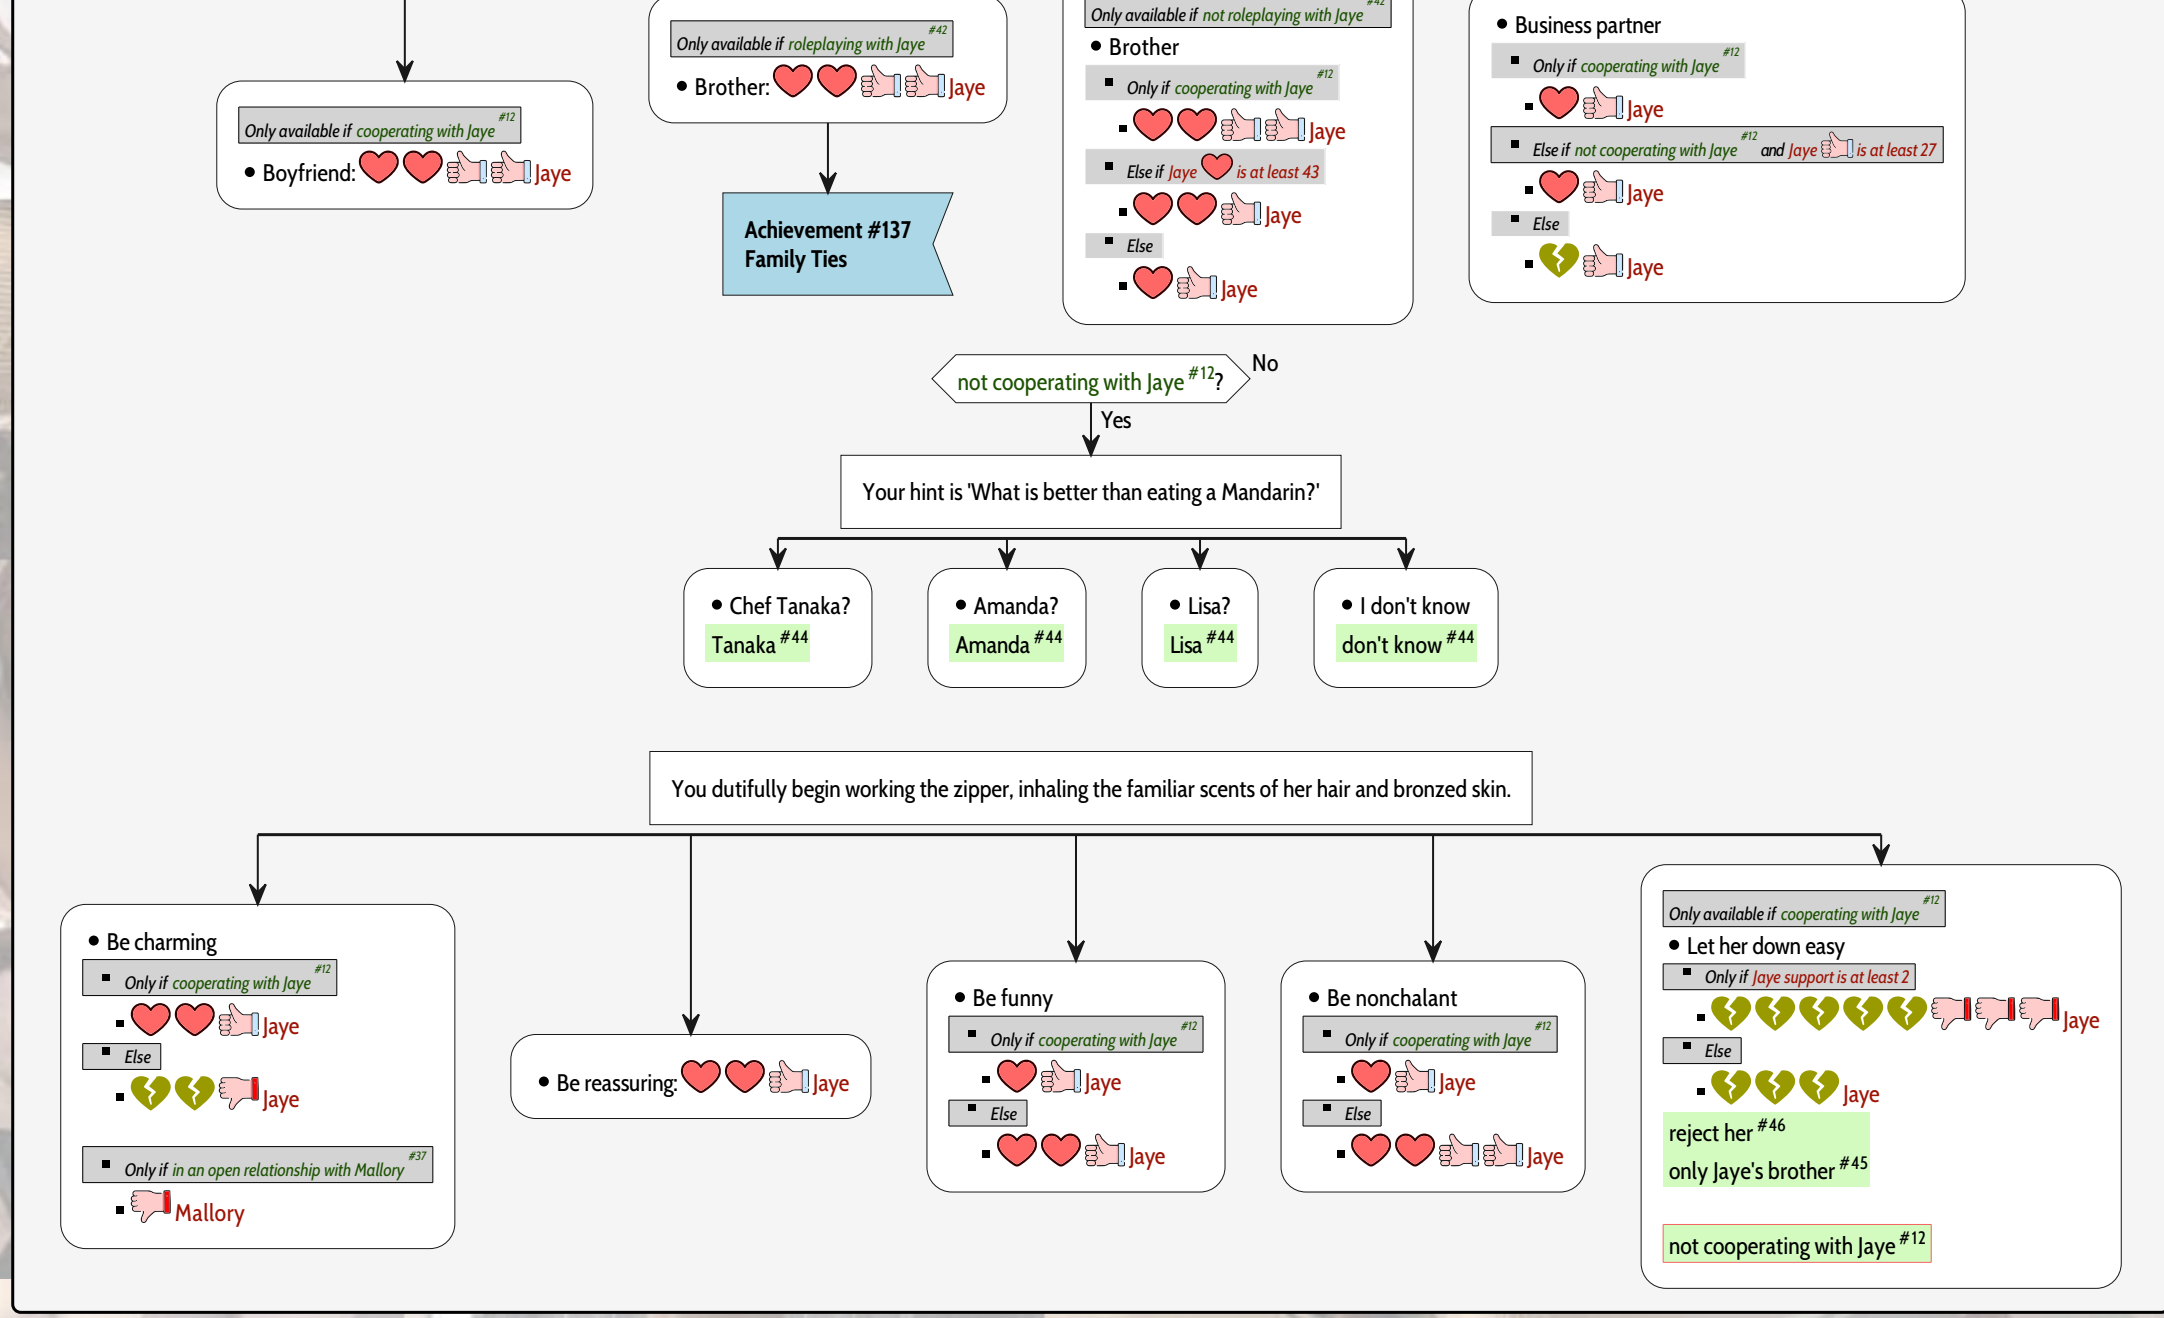 Only available if cooperating with Jaye #12
• Boyfriend: Jaye
Only available if roleplaying with Jaye #42
• Brother: Jaye
Achievement #137
Family Ties
Only available if not roleplaying with Jaye #42
• Brother
Only if cooperating with Jaye #12
Jaye
Else if Jaye is at least 43
Jaye
Else
Jaye
• Business partner
Only if cooperating with Jaye #12
Jaye
Else if not cooperating with Jaye #12 and Jaye is at least 27
Jaye
Else
Jaye
not cooperating with Jaye #12?
No
Yes
Your hint is 'What is better than eating a Mandarin?'
• Chef Tanaka?
Tanaka #44
• Amanda?
Amanda #44
• Lisa?
Lisa #44
• I don't know
don't know #44
You dutifully begin working the zipper, inhaling the familiar scents of her hair and bronzed skin.
• Be charming
Only if cooperating with Jaye #12
Jaye
Else
Jaye
Only if in an open relationship with Mallory #37
Mallory
• Be reassuring: Jaye
• Be funny
Only if cooperating with Jaye #12
Jaye
Else
Jaye
• Be nonchalant
Only if cooperating with Jaye #12
Jaye
Else
Jaye
Only available if cooperating with Jaye #12
• Let her down easy
Only if Jaye support is at least 2
Jaye
Else
Jaye
reject her #46
only Jaye's brother #45
not cooperating with Jaye #12